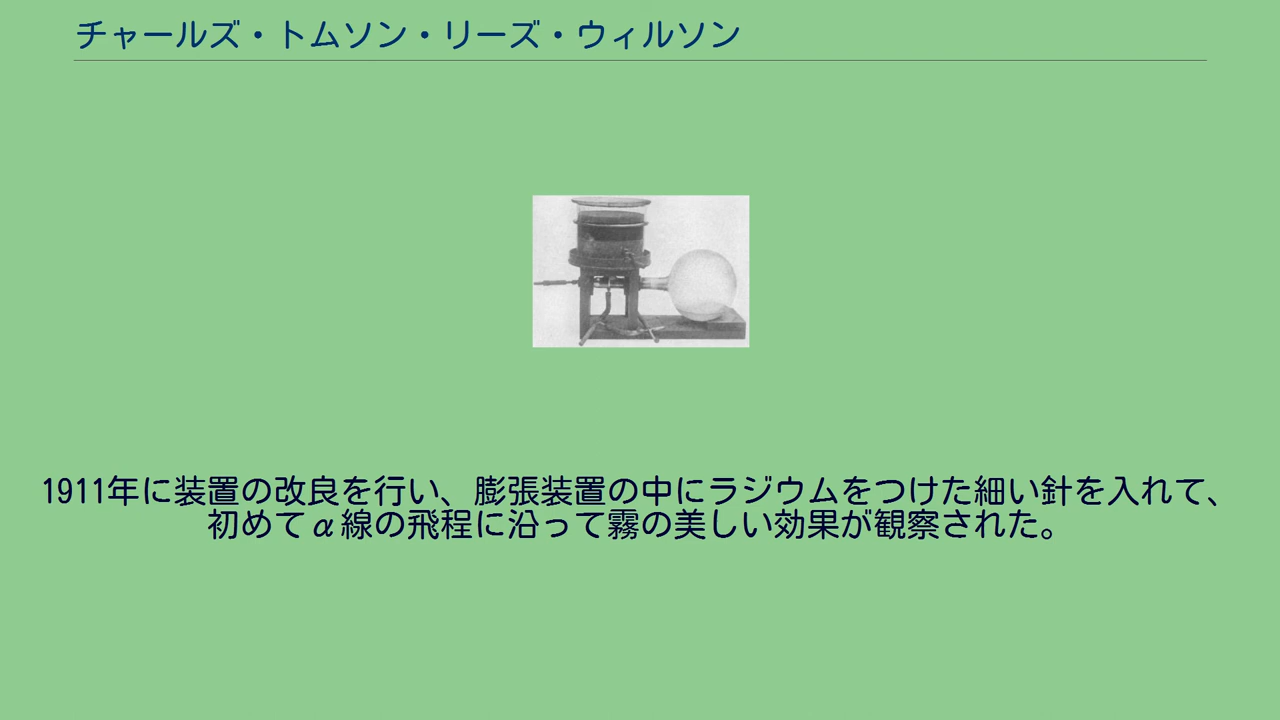 チャールズ・トムソン・リーズ・ウィルソン
1911年に装置の改良を行い、膨張装置の中にラジウムをつけた細い針を入れて、
初めてα線の飛程に沿って霧の美しい効果が観察された。